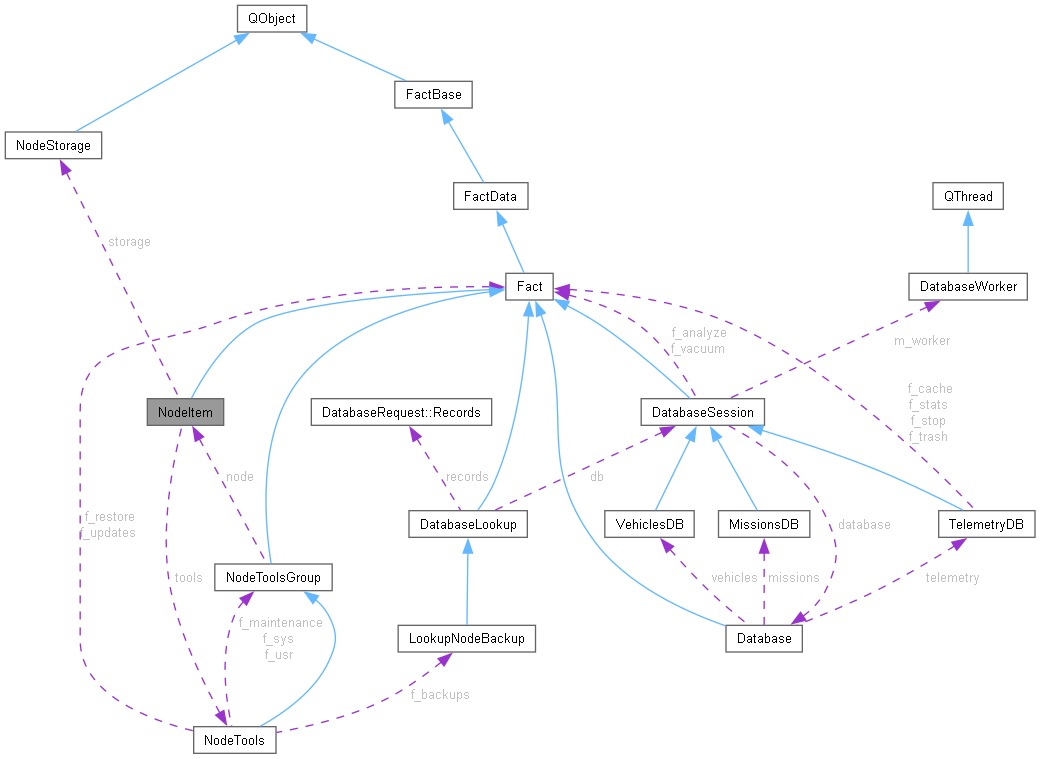 QObject
FactBase
NodeStorage
FactData
QThread
storage
Fact
DatabaseWorker
f_analyze
f_vacuum
m_worker
f_cache
f_stats
f_stop
f_trash
NodeItem
DatabaseRequest::Records
DatabaseSession
node
records
db
f_restore
f_updates
DatabaseLookup
VehiclesDB
MissionsDB
database
TelemetryDB
tools
NodeToolsGroup
vehicles
missions
telemetry
f_maintenance
f_sys
f_usr
LookupNodeBackup
Database
f_backups
NodeTools